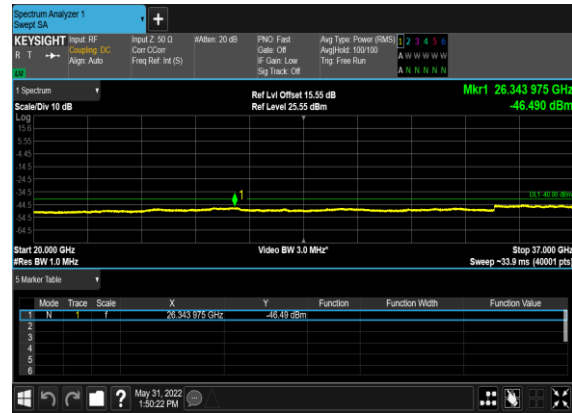 Spectrum Analyzer 1
Swept SA
+
KEYSIGHT Input: RF Input Z: 50 Ω #Atten: 20 dB PNO: Fast Avg Type: Power (RMS) 1 2 3 4 5 6
R T Coupling: DC Corr CCorr Gate: Off Avg|Hold: 100/100 A W W W W W
Align: Auto Freq Ref: Int (S) IF Gain: Low Trig: Free Run
Sig Track: Off A N N N N N
1 Spectrum
Ref Lvl Offset 15.55 dB Mkr1 26.343 975 GHz
Scale/Div 10 dB Ref Level 25.55 dBm -46.490 dBm
Log
15.6
5.55
-4.45
-14.5
-24.5
-34.5
1
DL1 -40.00 dBm
-44.5
-54.5
-64.5
Start 20.000 GHz Video BW 3.0 MHz* Stop 37.000 GHz
#Res BW 1.0 MHz Sweep ~33.9 ms (40001 pts)
5 Marker Table
Mode Trace Scale X Y Function Function Width Function Value
1 N 1 f 26.343 975 GHz -46.49 dBm
2
3
4
5
6
? May 31, 2022
1:50:22 PM